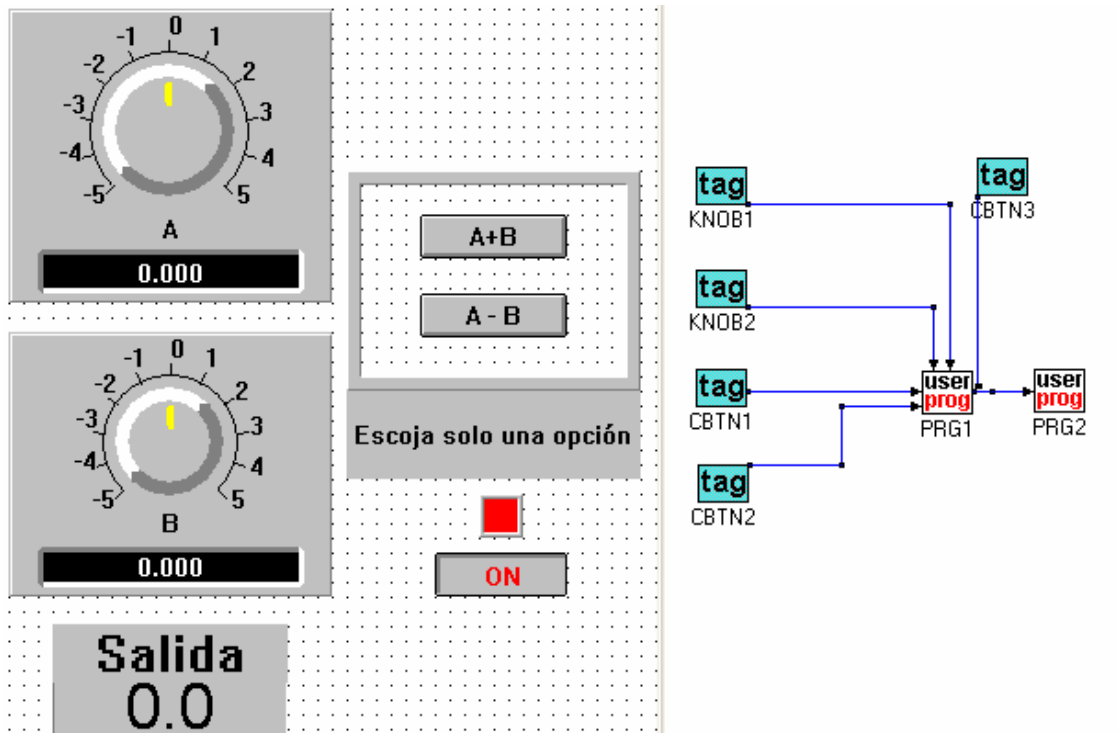 0
-1 1
-2 2
-3 3
-4 4
-5 5
A
0.000
0
-1 1
-2 2
-3 3
-4 4
-5 5
B
0.000
Salida
0.0
A+B
A - B
Escoja solo una opción
ON
tag
KNOB1
tag
KNOB2
tag
CBTN1
tag
CBTN2
tag
CBTN3
user
prog
PRG1
user
prog
PRG2